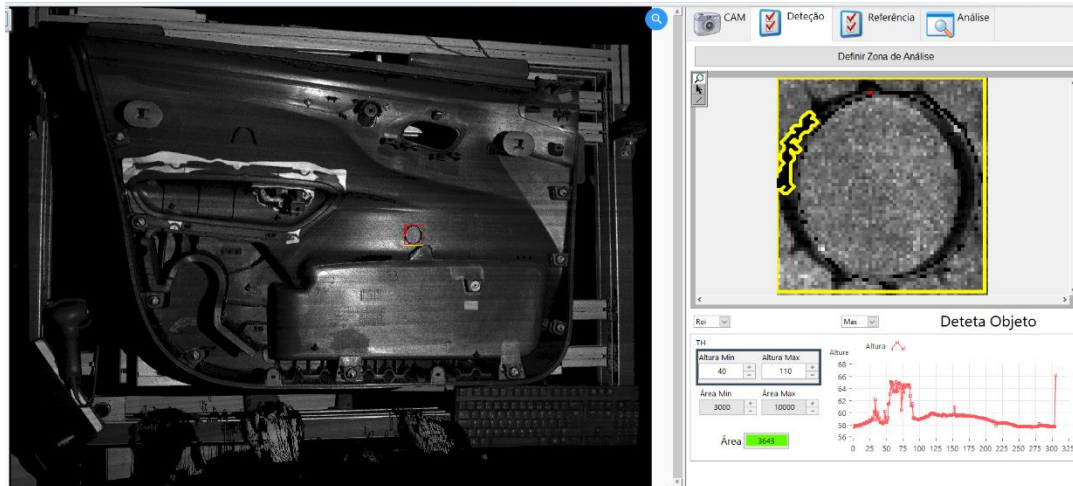 CAM Deteção Referência Análise
Definir Zona de Análise
Roi Max Deteta Objeto
TH
Altura Min Altura Max
40 110
Área Min Área Max
3000 10000
Área 3643
Altura Altura
68
66
64
62
60
58
56
0 25 50 75 100 125 150 175 200 225 250 275 300 325